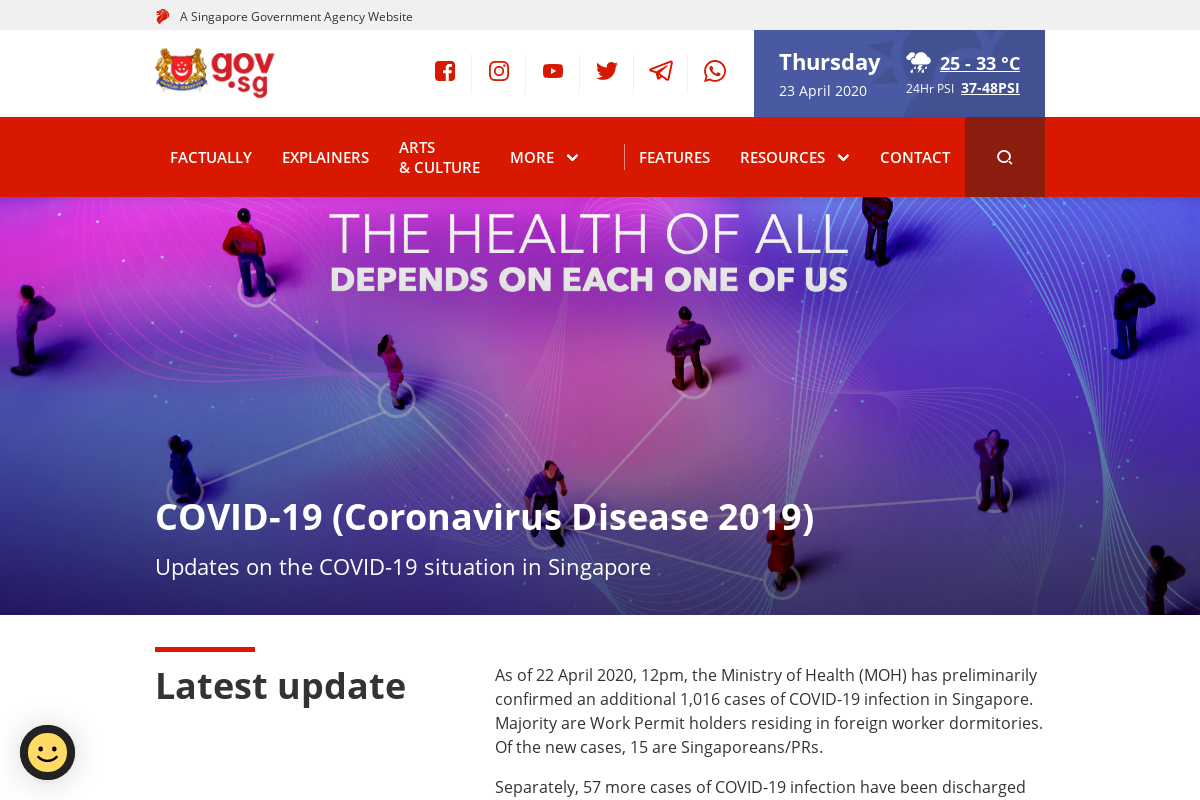 A Singapore Government Agency Website
gov
.sg
Thursday
23 April 2020
25 - 33 °C
24Hr PSI 37-48PSI
FACTUALLY
EXPLAINERS
ARTS
& CULTURE
MORE
FEATURES
RESOURCES
CONTACT
THE HEALTH OF ALL
DEPENDS ON EACH ONE OF US
COVID-19 (Coronavirus Disease 2019)
Updates on the COVID-19 situation in Singapore
Latest update
As of 22 April 2020, 12pm, the Ministry of Health (MOH) has preliminarily
confirmed an additional 1,016 cases of COVID-19 infection in Singapore.
Majority are Work Permit holders residing in foreign worker dormitories.
Of the new cases, 15 are Singaporeans/PRs.
Separately, 57 more cases of COVID-19 infection have been discharged